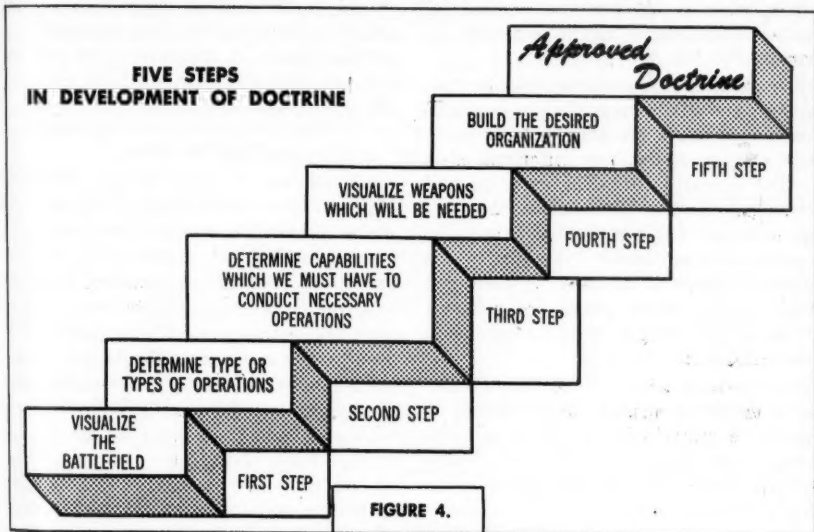 FIVE STEPS
IN DEVELOPMENT OF DOCTRINE
Approved
Doctrine
BUILD THE DESIRED
ORGANIZATION
FIFTH STEP
VISUALIZE WEAPONS
WHICH WILL BE NEEDED
FOURTH STEP
DETERMINE CAPABILITIES
WHICH WE MUST HAVE TO
CONDUCT NECESSARY
OPERATIONS
THIRD STEP
DETERMINE TYPE OR
TYPES OF OPERATIONS
SECOND STEP
VISUALIZE
THE
BATTLEFIELD
FIRST STEP
FIGURE 4.